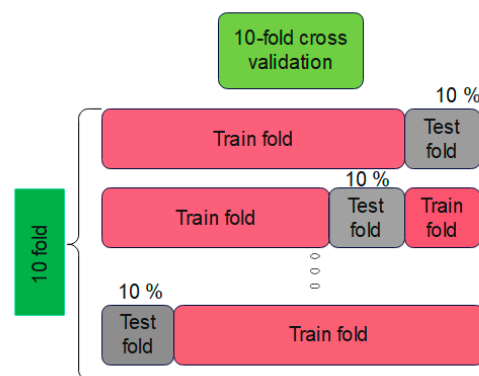 10-fold cross
validation
10 %
Train fold
Test
fold
10 %
Train fold
Test
fold
Train
fold
10 fold
10 %
Test
fold
Train fold